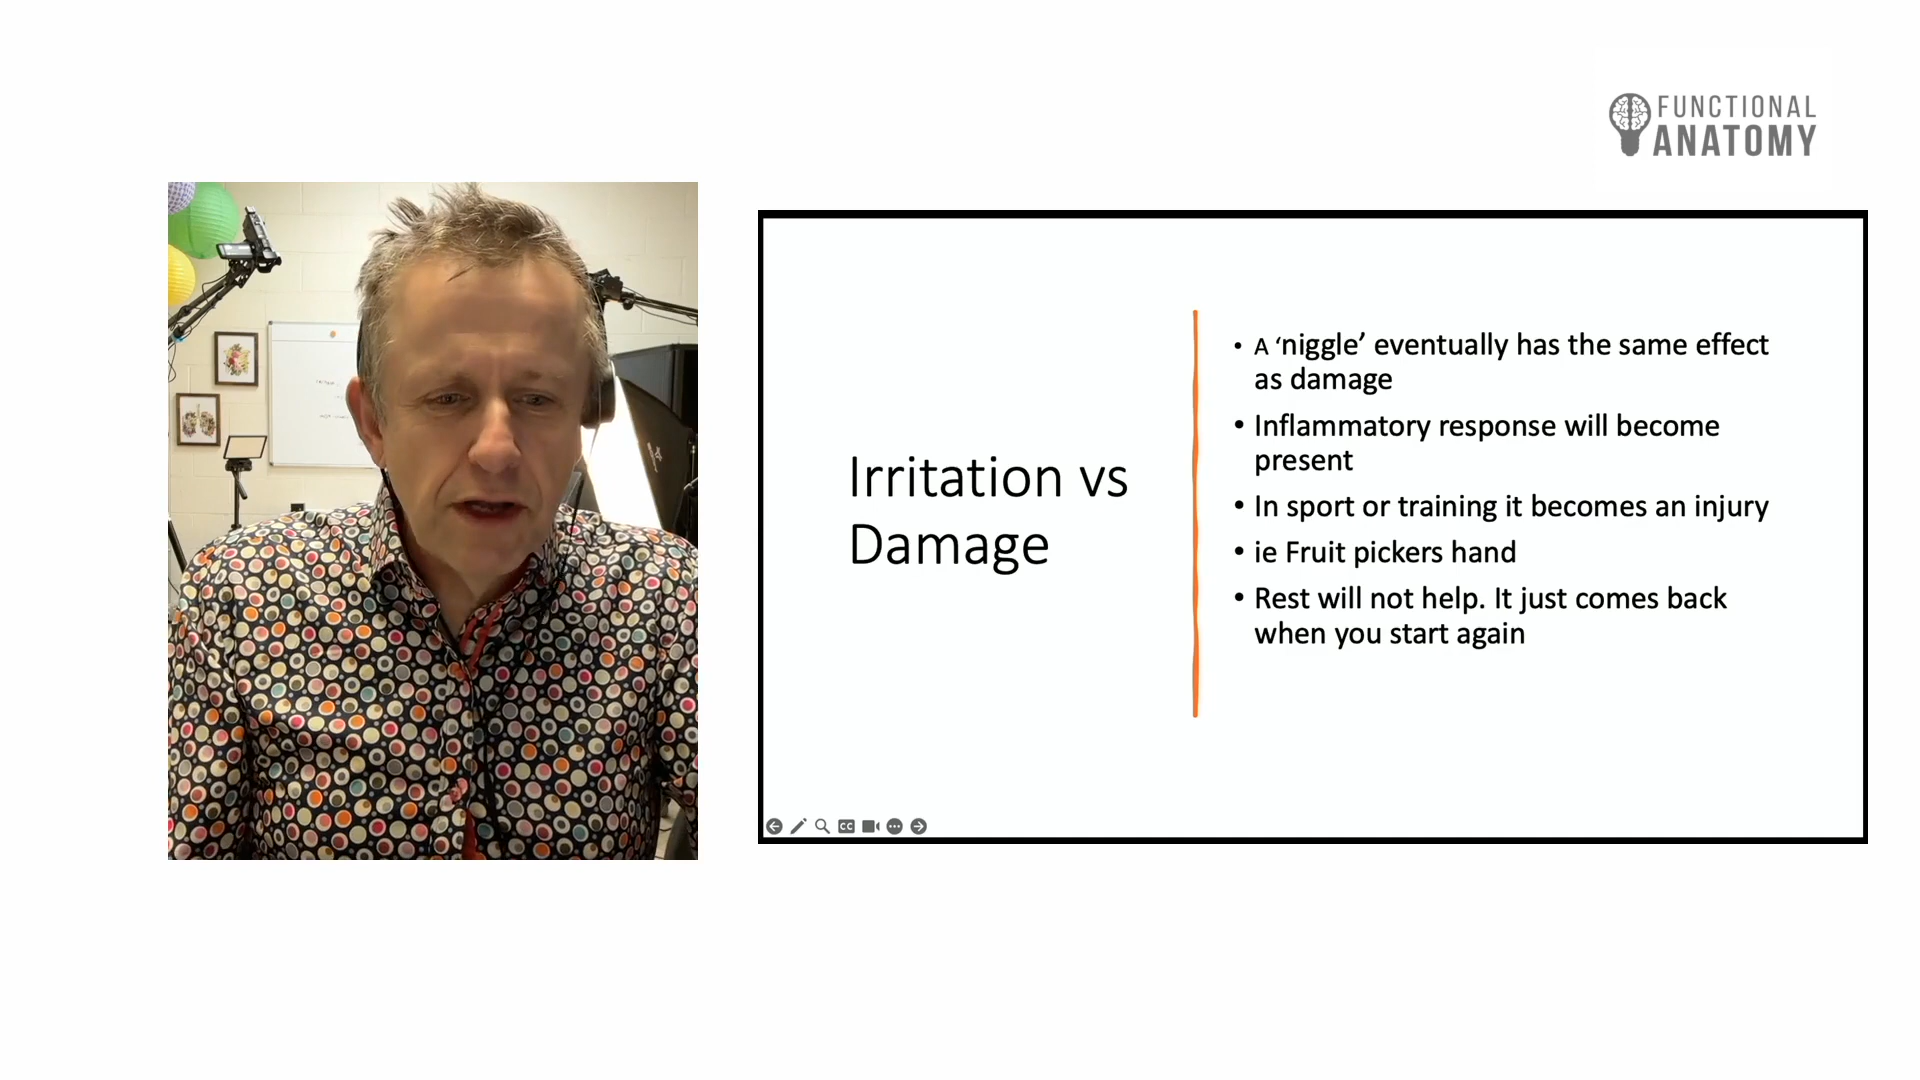 FUNCTIONAL
ANATOMY
Irritation vs
Damage
• A ‘niggle’ eventually has the same effect
as damage
• Inflammatory response will become
present
• In sport or training it becomes an injury
• ie Fruit pickers hand
• Rest will not help. It just comes back
when you start again
CC